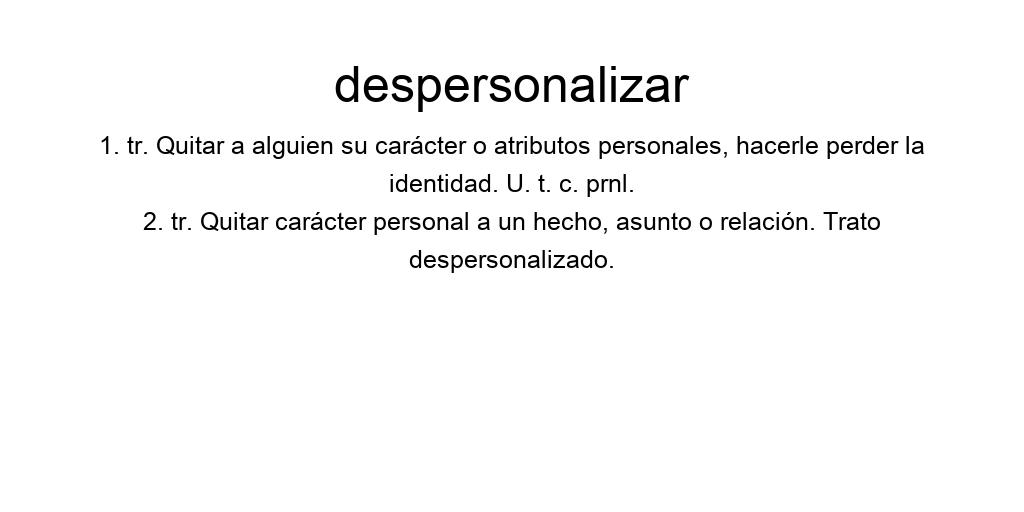 despersonalizar
1. tr. Quitar a alguien su carácter o atributos personales, hacerle perder la
identidad. U. t. c. prnl.
2. tr. Quitar carácter personal a un hecho, asunto o relación. Trato
despersonalizado.